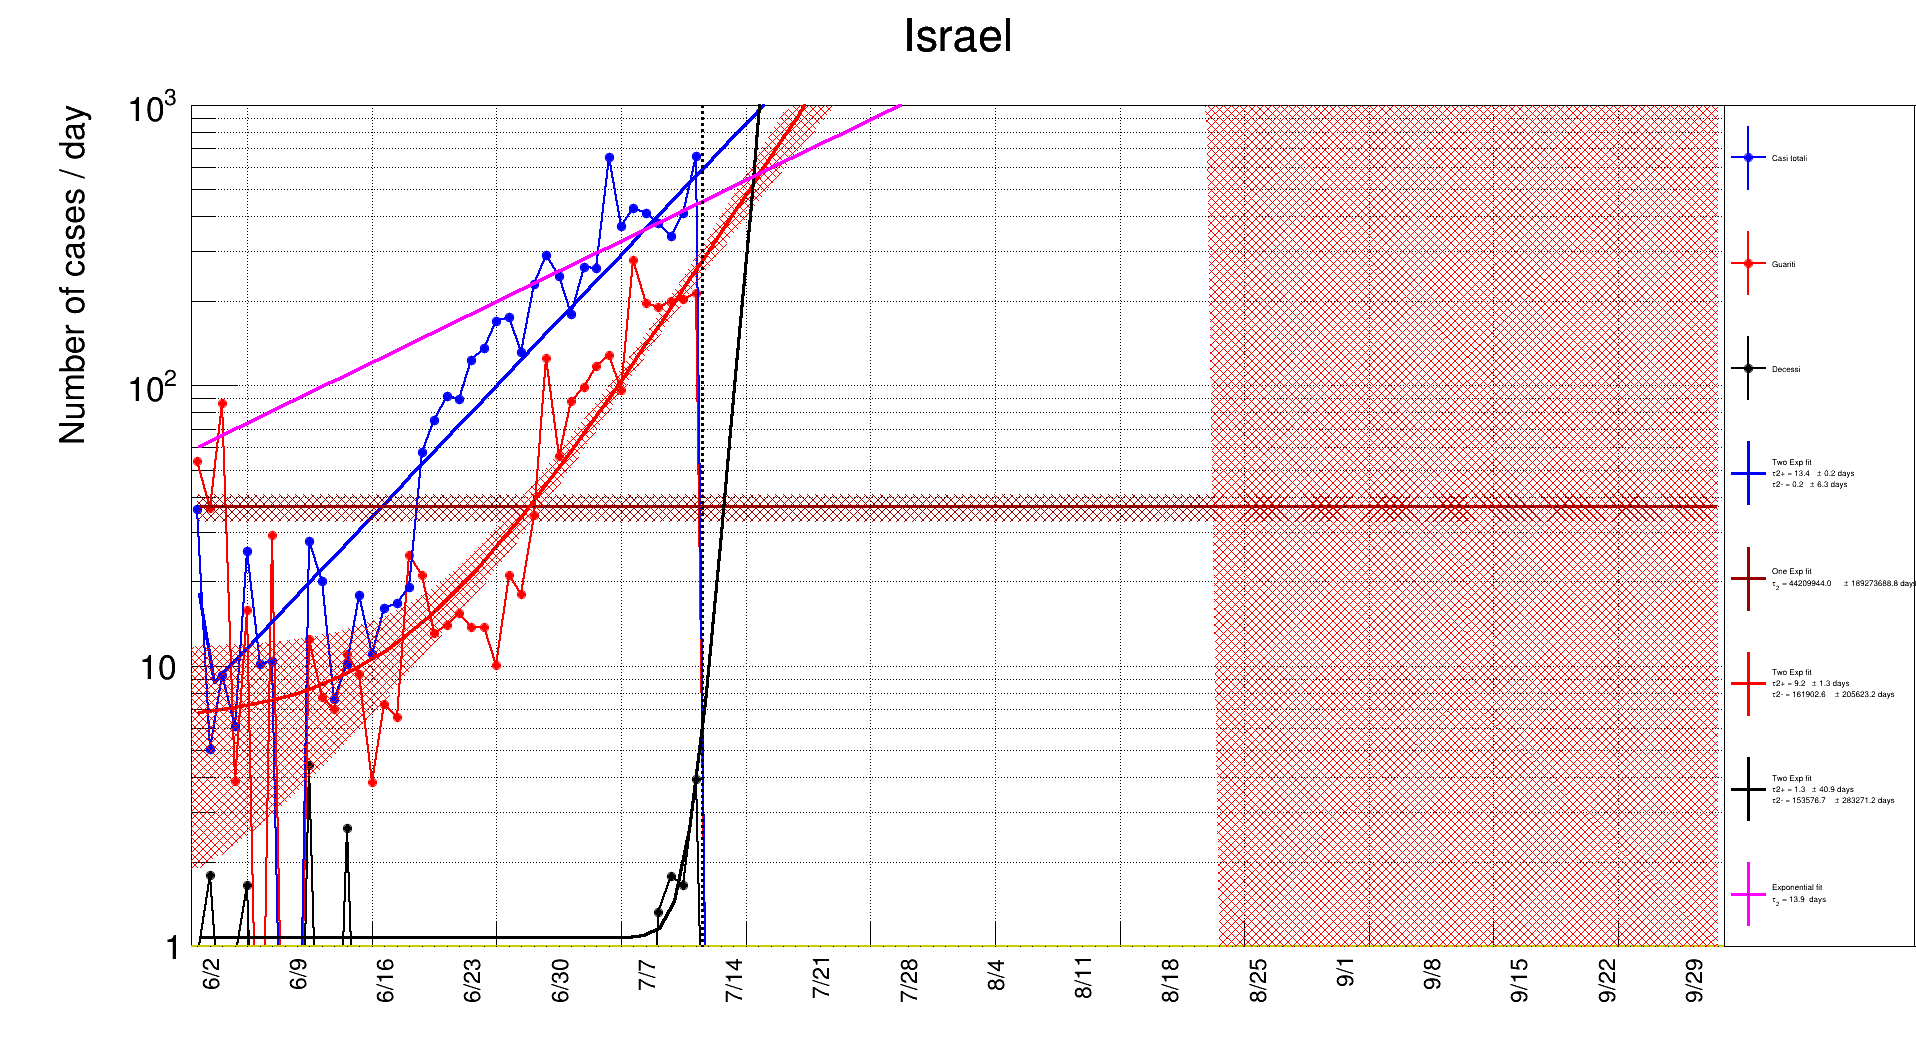 Israel
Number of cases / day
10³
10²
10
1
6/2
6/9
6/16
6/23
6/30
7/7
7/14
7/21
7/28
8/4
8/11
8/18
8/25
9/1
9/8
9/15
9/22
9/29
Casi totali
Guariti
Decessi
Two Exp fit
τ2+ = 13.4 ± 0.2 days
τ2- = 0.2 ± 6.3 days
One Exp fit
τ₂ = 44209944.0 ± 189273688.8 days
Two Exp fit
τ2+ = 9.2 ± 1.3 days
τ2- = 161902.6 ± 205623.2 days
Two Exp fit
τ2+ = 1.3 ± 40.9 days
τ2- = 153576.7 ± 283271.2 days
Exponential fit
τ₂ = 13.9 days